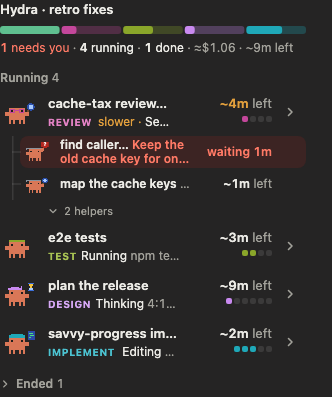 Hydra · retro fixes
1 needs you · 4 running · 1 done · ≈$1.06 · ~9m left
Running 4
cache-tax review...
~4m left
REVIEW slower · Se...
find caller... Keep the
old cache key for on...
waiting 1m
map the cache keys ...
~1m left
2 helpers
e2e tests
~3m left
TEST Running npm te...
plan the release
~9m left
DESIGN Thinking 4:1...
savvy-progress im...
~2m left
IMPLEMENT Editing ...
Ended 1